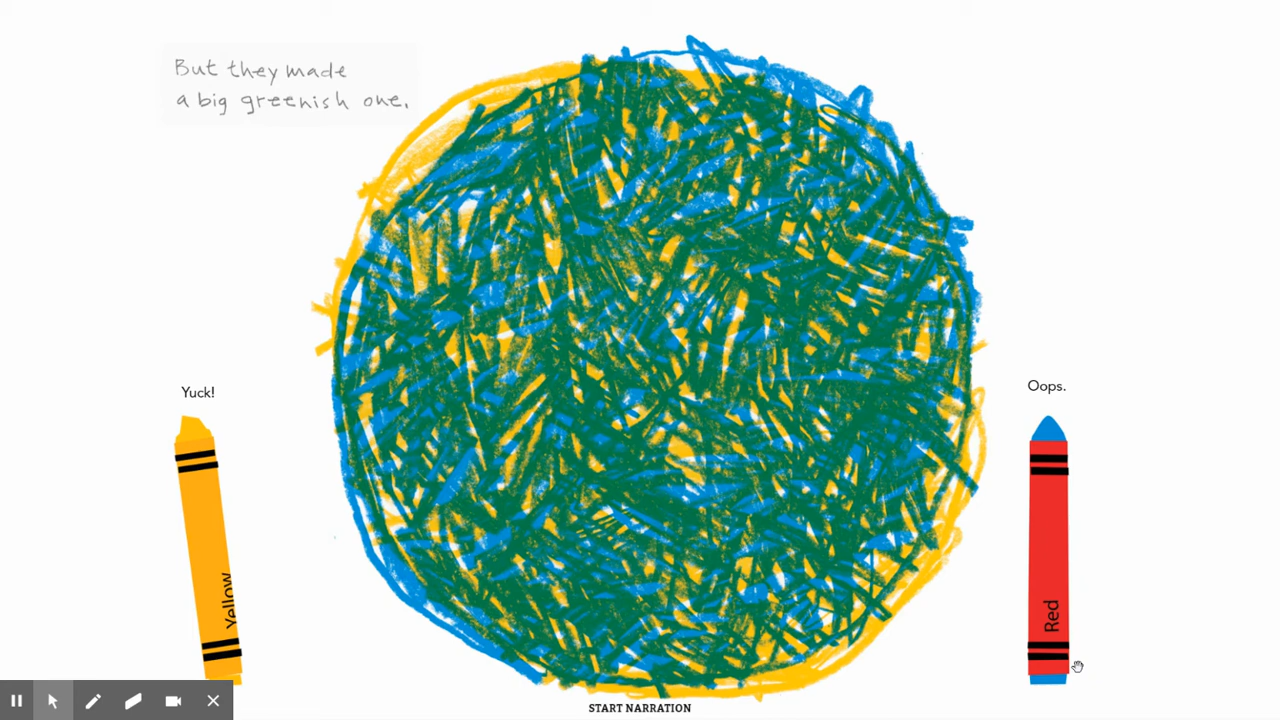 But they made
a big greenish one.
Yuck!
Oops.
Yellow
Red
START NARRATION